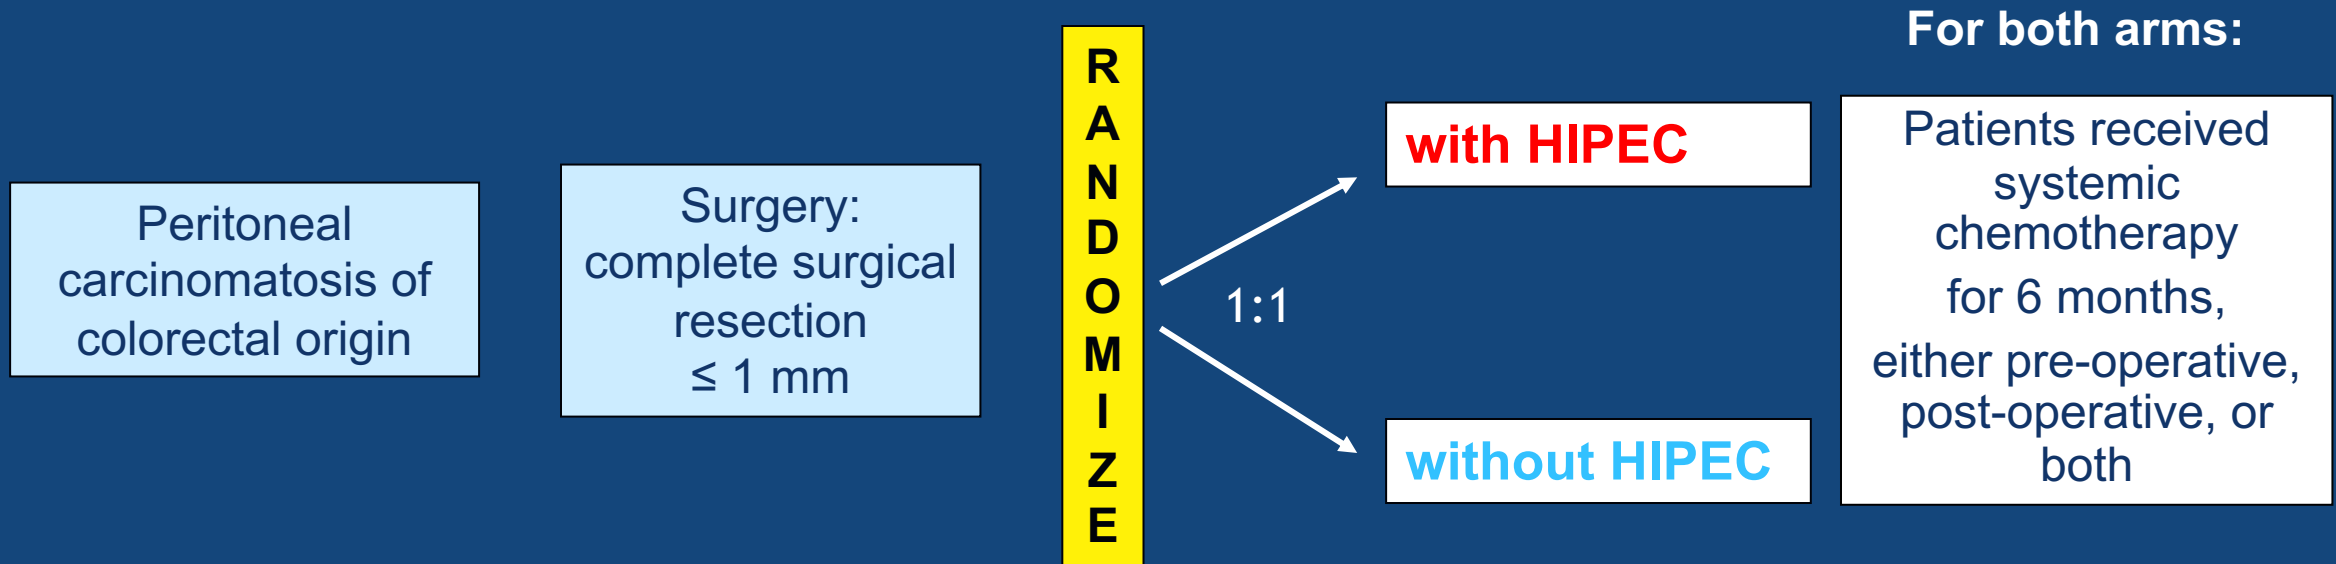 Peritoneal
carcinomatosis of
colorectal origin
Surgery:
complete surgical
resection
≤ 1 mm
R
A
N
D
O
M
I
Z
E
1:1
with HIPEC
without HIPEC
For both arms:
Patients received
systemic
chemotherapy
for 6 months,
either pre-operative,
post-operative, or
both